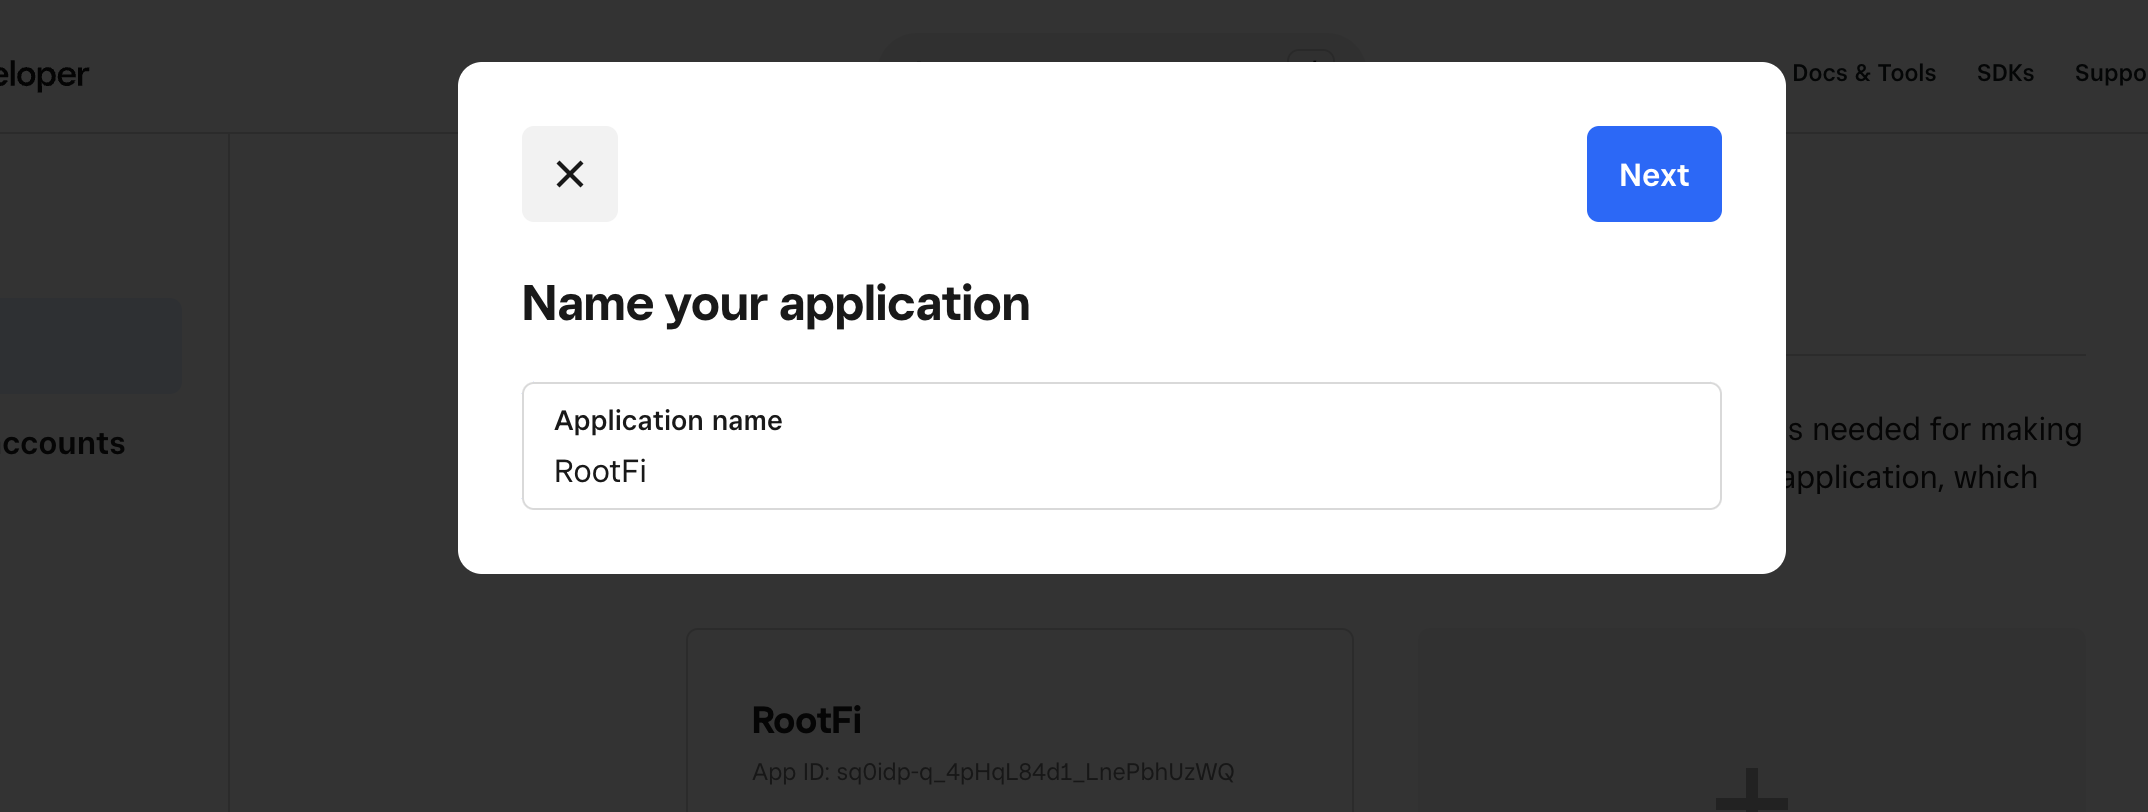 eloper
Docs & Tools
SDKs
Suppo
Next
Name your application
Application name
RootFi
ccounts
s needed for making
application, which
RootFi
App ID: sq0idp-q_4pHqL84d1_LnePbhUzWQ